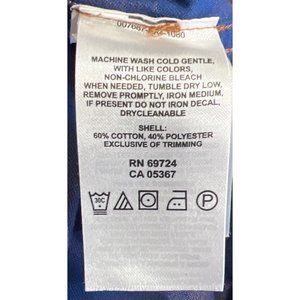 MACHINE WASH COLD GENTLE,
WITH LIKE COLORS,
NON-CHLORINE BLEACH
WHEN NEEDED, TUMBLE DRY LOW,
REMOVE PROMPTLY, IRON MEDIUM,
IF PRESENT DO NOT IRON DECAL,
DRYCLEANABLE
SHELL:
60% COTTON, 40% POLYESTER
EXCLUSIVE OF TRIMMING
RN 69724
CA 05367
30C
P